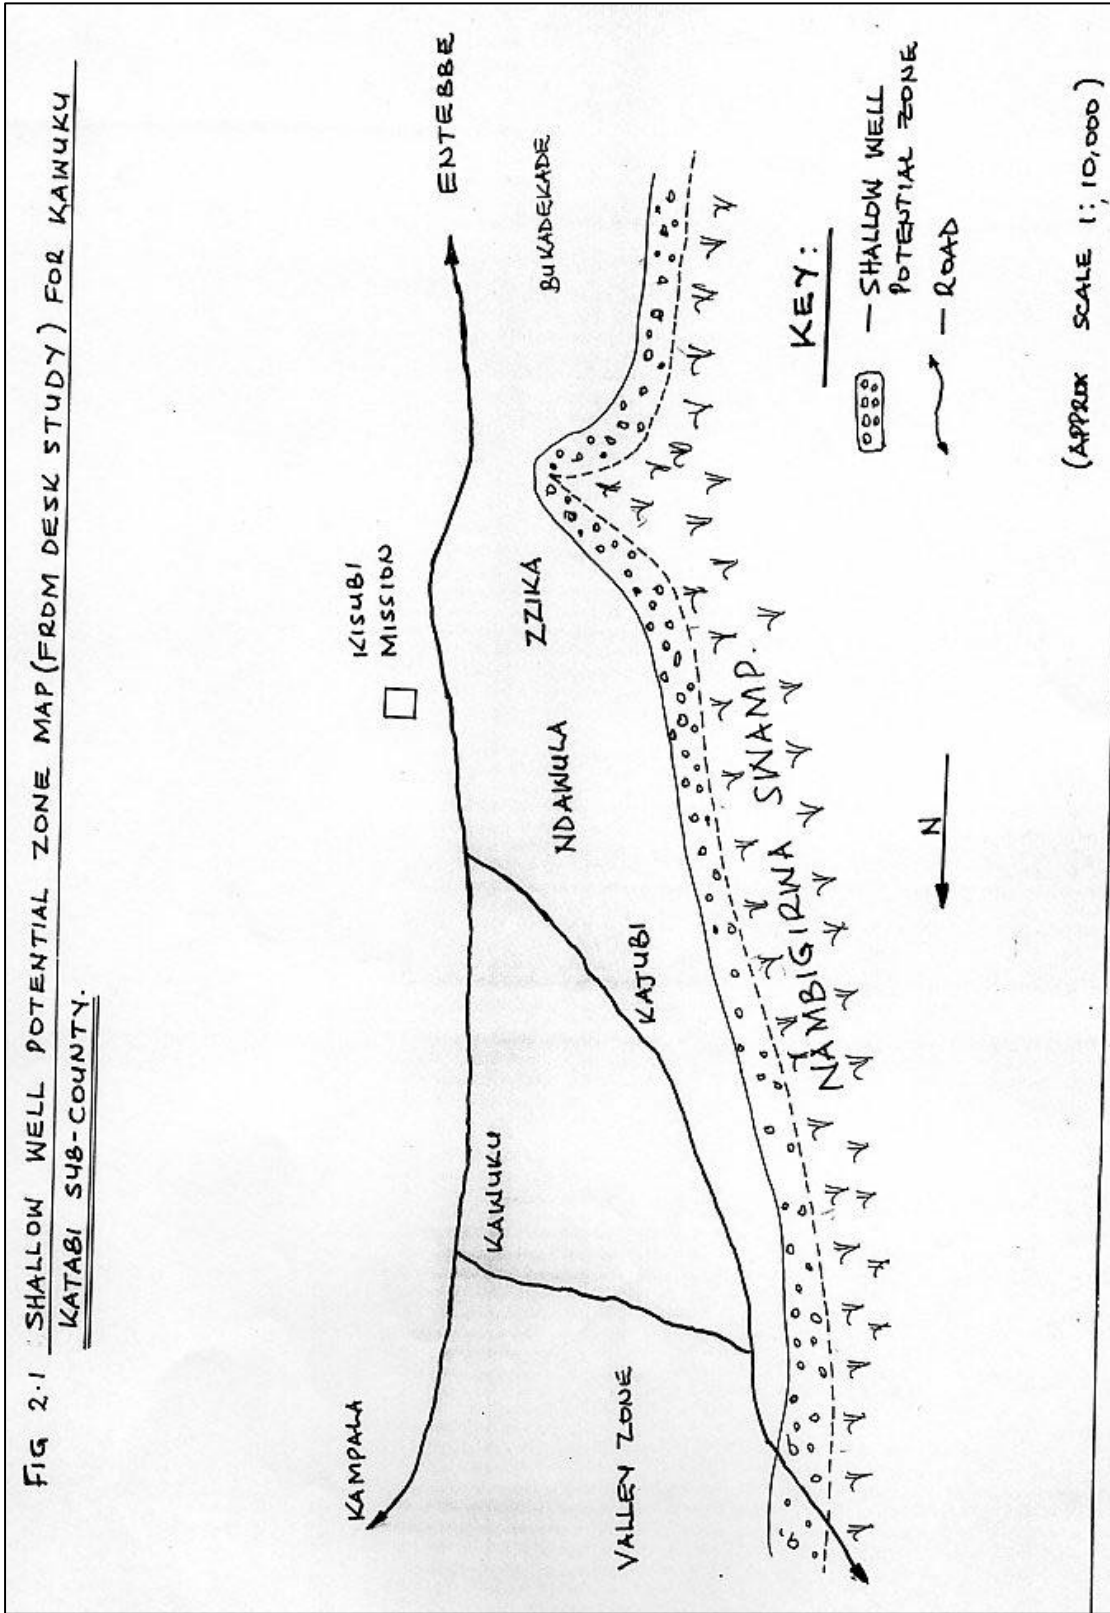 FIG 2.1 SHALLOW WELL POTENTIAL ZONE MAP (FROM DESK STUDY) FOR KAWUKU
KATABI SUB-COUNTY.
KAMPALA
ENTEBBE
KISUBI
MISSION
KAWUKU
VALLEY ZONE
KAJUBI
NDAWULA
ZZIKA
BUKADEKADE
NAMBIGIRWA SWAMP.
N
KEY:
— SHALLOW WELL
POTENTIAL ZONE
— ROAD
(APPROX SCALE 1:10,000)